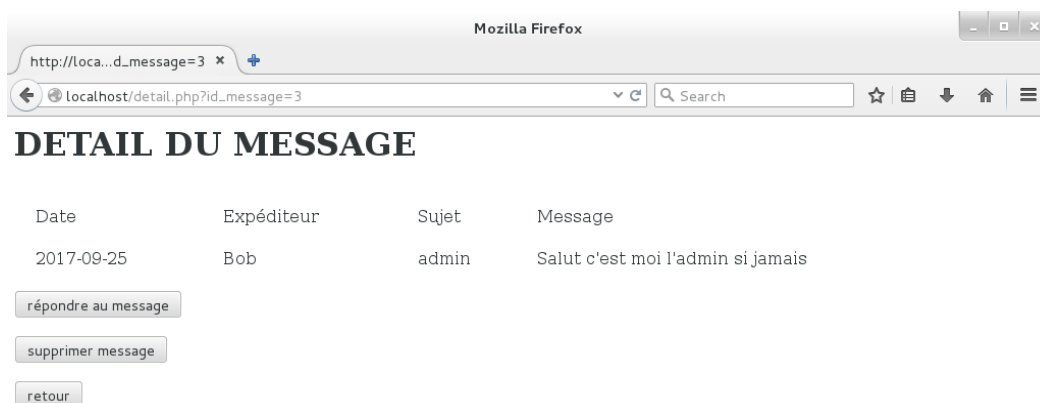 Mozilla Firefox
http://loca...d_message=3
localhost/detail.php?id_message=3 Search
DETAIL DU MESSAGE
Date Expéditeur Sujet Message
2017-09-25 Bob admin Salut c'est moi l'admin si jamais
répondre au message
supprimer message
retour